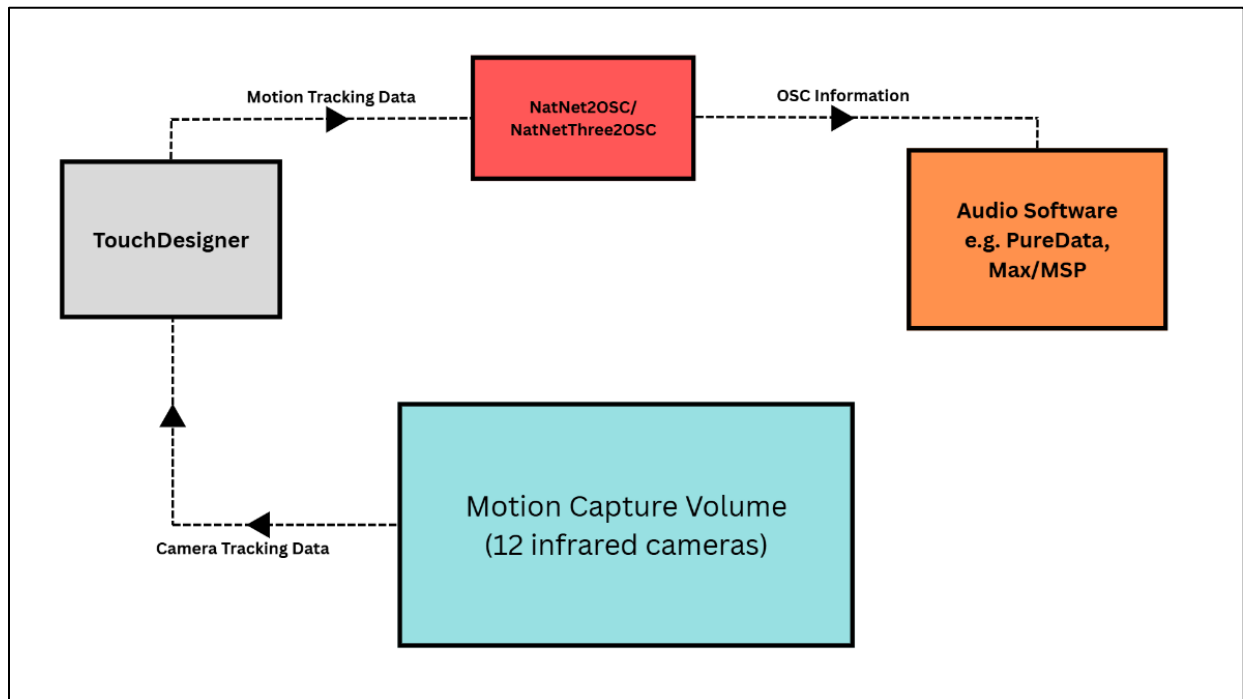 Motion Tracking Data
NatNet2OSC/
NatNetThree2OSC
OSC Information
TouchDesigner
Audio Software
e.g. PureData,
Max/MSP
Motion Capture Volume
(12 infrared cameras)
Camera Tracking Data